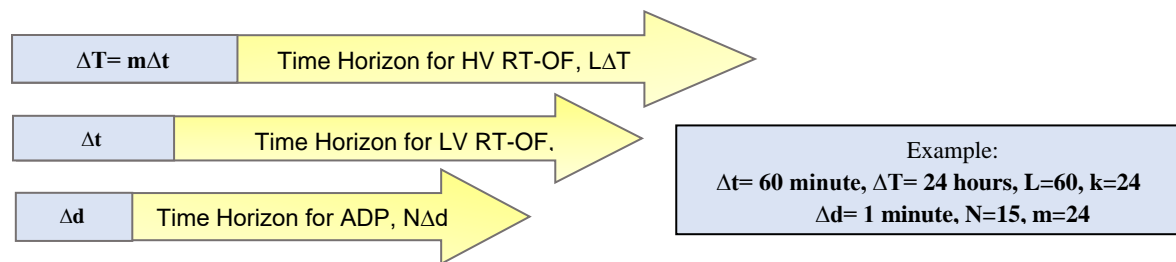 ΔT= mΔt
Time Horizon for HV RT-OF, LΔT
Δt
Time Horizon for LV RT-OF,
Δd
Time Horizon for ADP, NΔd
Example:
Δt= 60 minute, ΔT= 24 hours, L=60, k=24
Δd= 1 minute, N=15, m=24